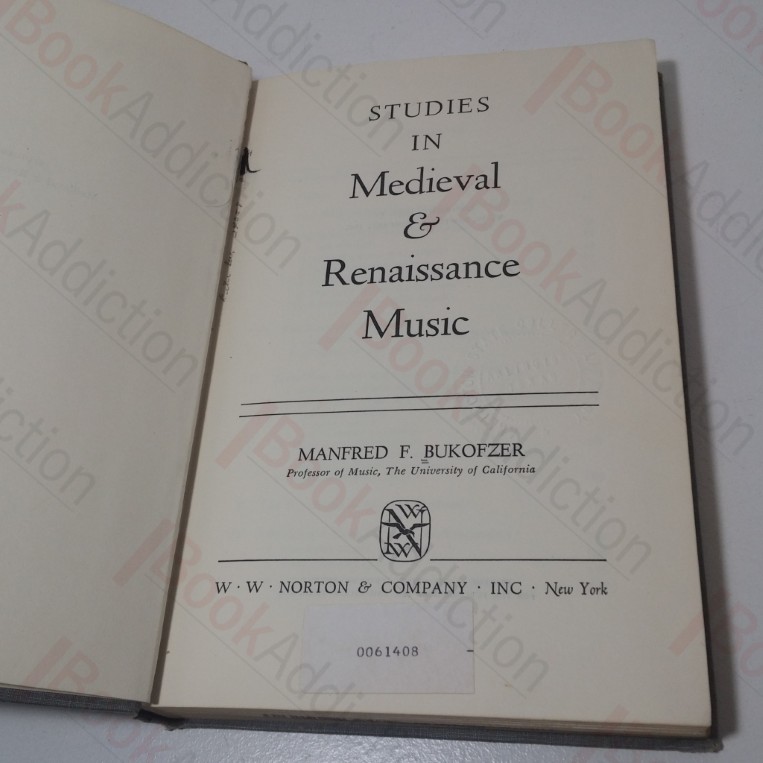 STUDIES
IN
Medieval
&
Renaissance
Music
MANFRED F. BUKOFZER
Professor of Music, The University of California
W · W · NORTON & COMPANY · INC · New York
0061408
BookAddiction